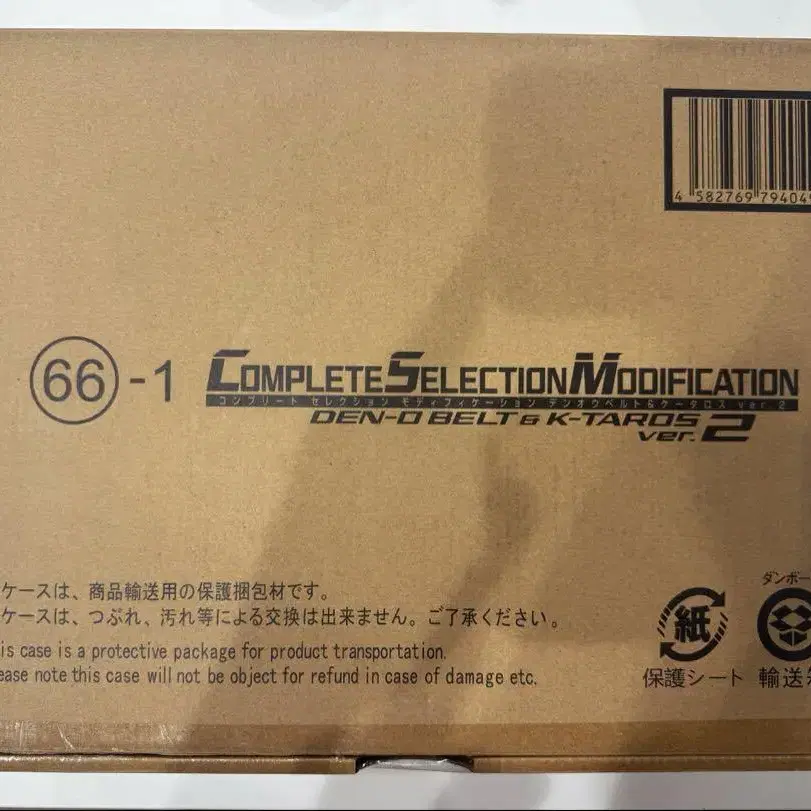 4 582769 79404
66-1
COMPLETE SELECTION MODIFICATION
コンプリート セレクション モディフィケーション デンオウベルト&ケータロス ver.2
DEN-O BELT & K-TAROS
ver.2
ケースは、商品輸送用の保護梱包材です。
ケースは、つぶれ、汚れ等による交換は出来ません。ご了承ください。
is case is a protective package for product transportation.
ease note this case will not be object for refund in case of damage etc.
紙
保護シート
ダンボー
輸送